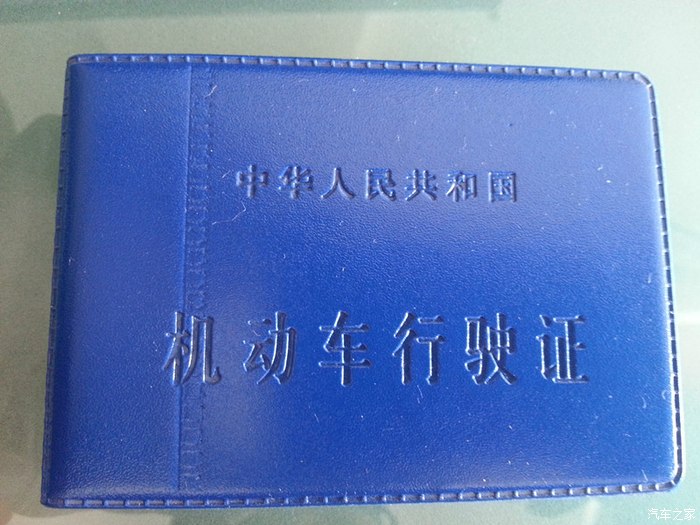 中华人民共和国
机动车行驶证
汽车之家